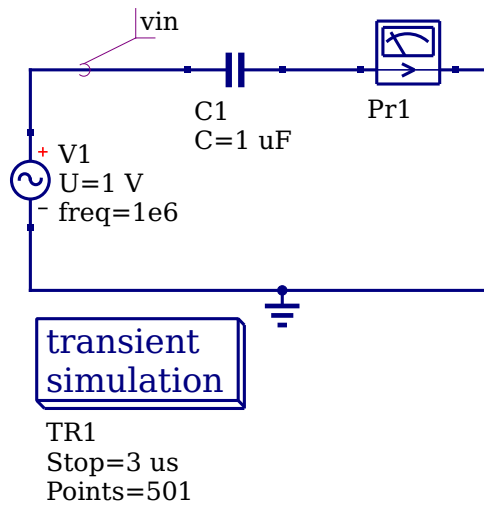 vin
C1
C=1 uF
Pr1
+
V1
U=1 V
−
freq=1e6
transient
simulation
TR1
Stop=3 us
Points=501